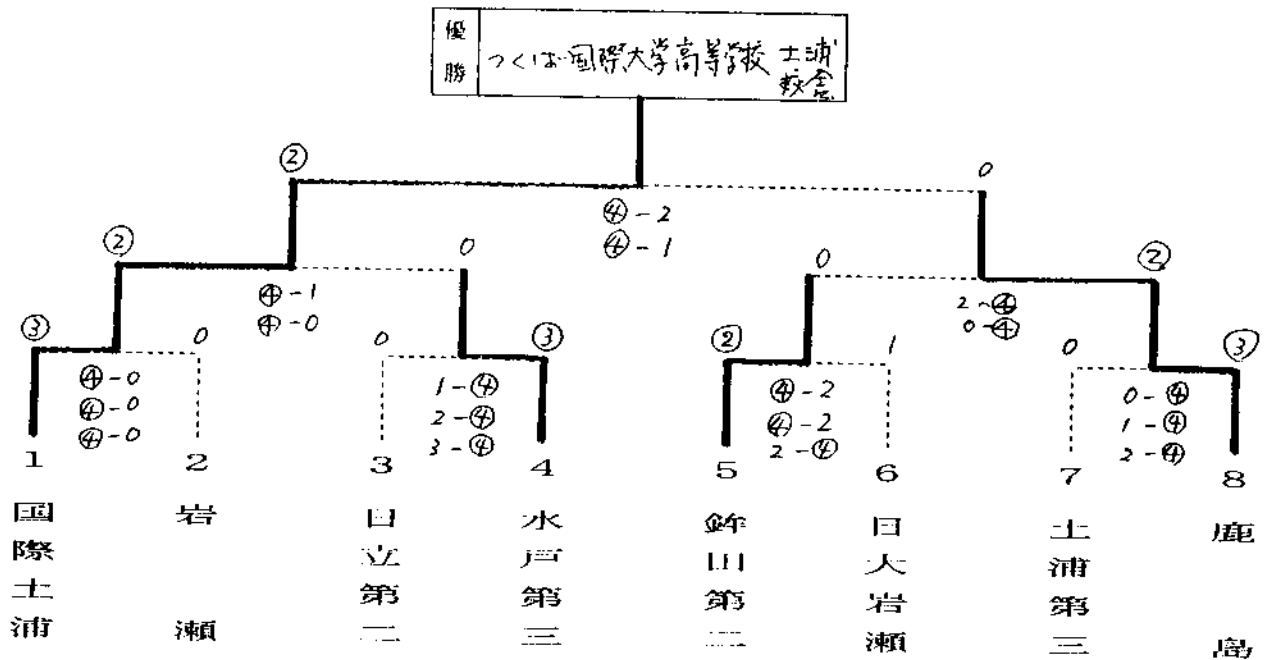 優勝
つくば国際大学高等学校 土浦校舎
② 0
④-2
④-1
② 0 0 ②
④-1
④-0
2-④
0-④
③ 0 0 ③ ② 1 0 ③
④-0
④-0
④-0
1-④
2-④
3-④
④-2
④-2
2-④
0-④
1-④
2-④
1 2 3 4 5 6 7 8
国際土浦
岩瀬
日立第二
水戸第三
鉾田第二
日大岩瀬
土浦第三
鹿島